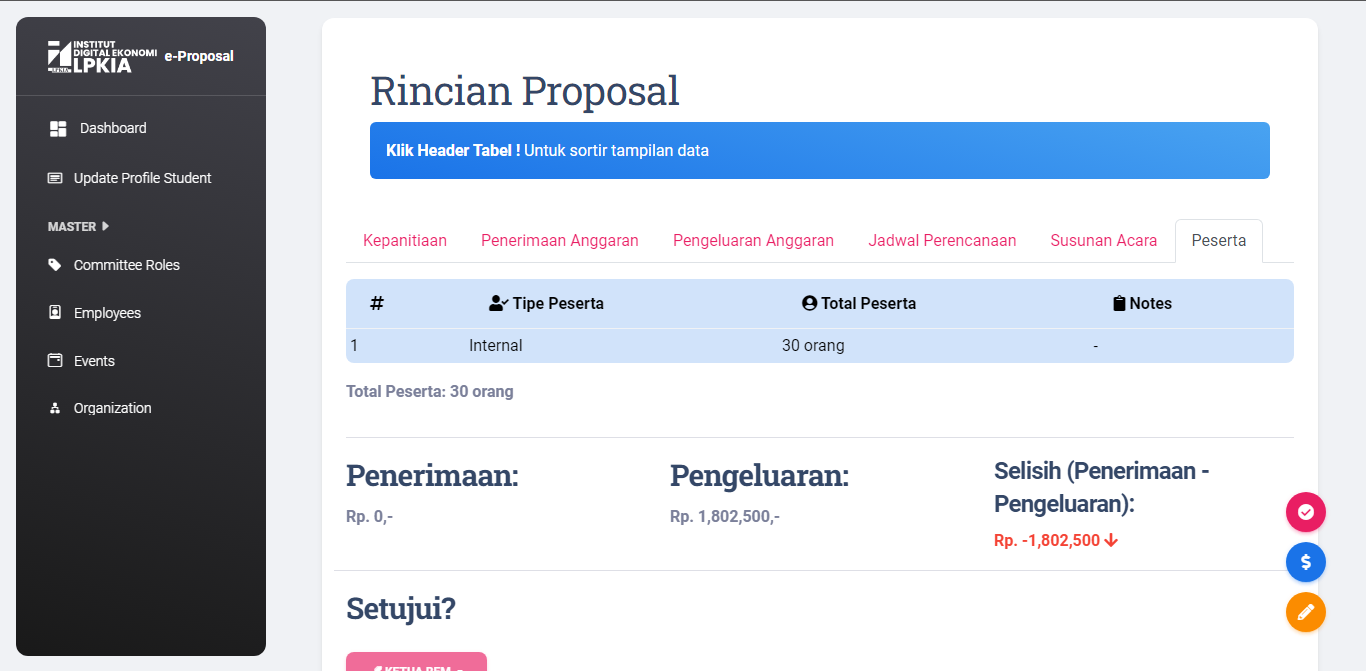 INSTITUT
DIGITAL EKONOMI
LPKIA
e-Proposal
Dashboard
Update Profile Student
MASTER
Committee Roles
Employees
Events
Organization
Rincian Proposal
Klik Header Tabel ! Untuk sortir tampilan data
Kepanitiaan Penerimaan Anggaran Pengeluaran Anggaran Jadwal Perencanaan Susunan Acara Peserta
# Tipe Peserta Total Peserta Notes
1 Internal 30 orang -
Total Peserta: 30 orang
Penerimaan:
Rp. 0,-
Pengeluaran:
Rp. 1,802,500,-
Selisih (Penerimaan -
Pengeluaran):
Rp. -1,802,500
Setujui?
KETUA BEM